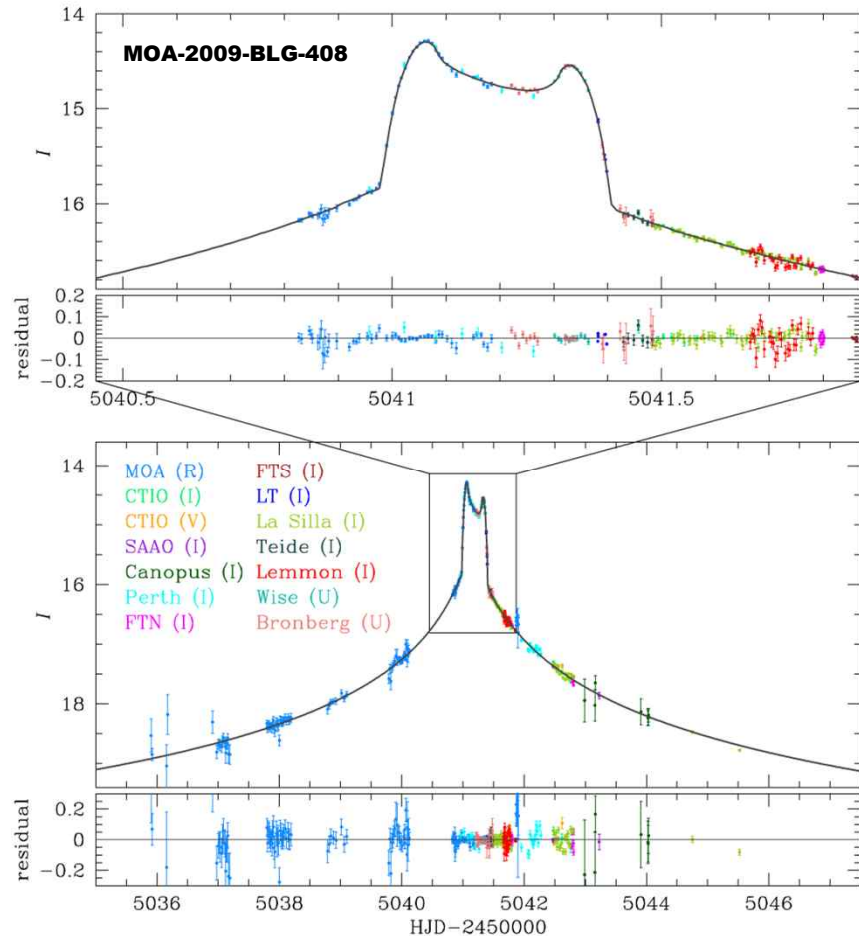 14
MOA-2009-BLG-408
15
I
16
0.2
0.1
0
−0.1
−0.2
residual
5040.5 5041 5041.5
14
MOA (R) FTS (I)
CTIO (I) LT (I)
CTIO (V) La Silla (I)
SAAO (I) Teide (I)
Canopus (I) Lemmon (I)
Perth (I) Wise (U)
FTN (I) Bronberg (U)
16
I
18
0.2
0
−0.2
residual
5036 5038 5040 5042 5044 5046
HJD−2450000